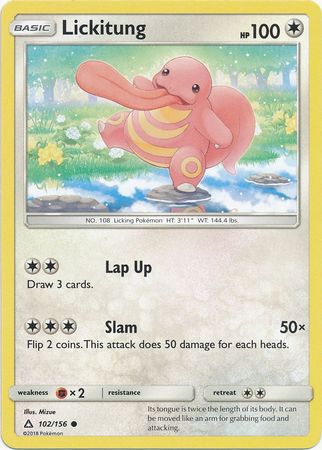 BASIC Lickitung HP 100
NO. 108 Licking Pokémon HT: 3'11" WT: 144.4 lbs.
Lap Up
Draw 3 cards.
Slam 50×
Flip 2 coins. This attack does 50 damage for each heads.
weakness × 2 resistance retreat
Illus. Mizue
102/156
©2018 Pokémon
Its tongue is twice the length of its body. It can
be moved like an arm for grabbing food and
attacking.